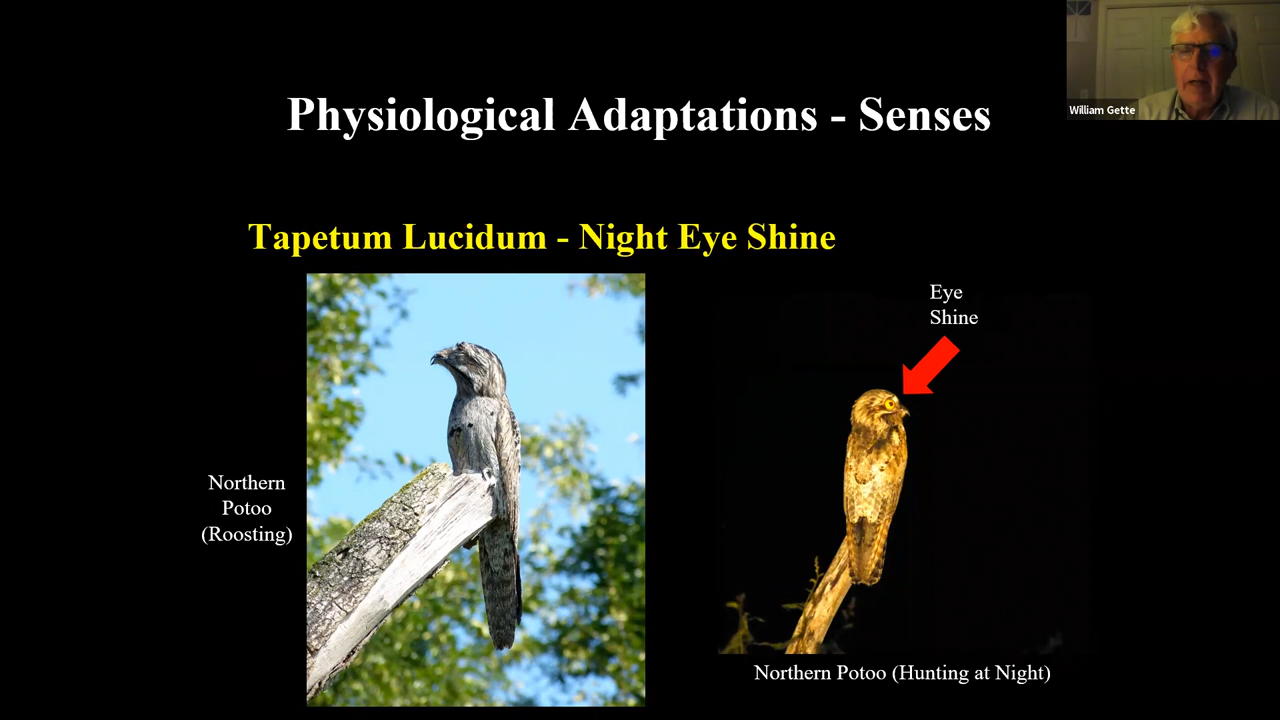 William Gette
Physiological Adaptations - Senses
Tapetum Lucidum - Night Eye Shine
Eye
Shine
Northern
Potoo
(Roosting)
Northern Potoo (Hunting at Night)